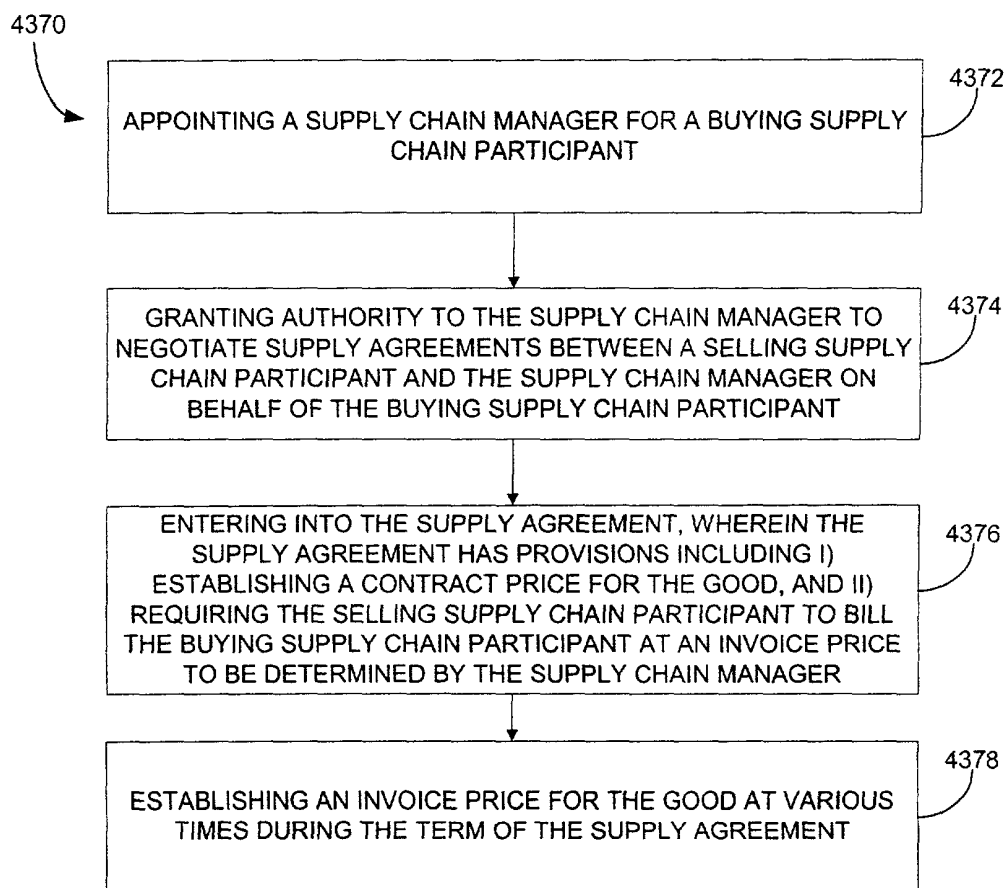 4370
4372
APPOINTING A SUPPLY CHAIN MANAGER FOR A BUYING SUPPLY
CHAIN PARTICIPANT
4374
GRANTING AUTHORITY TO THE SUPPLY CHAIN MANAGER TO
NEGOTIATE SUPPLY AGREEMENTS BETWEEN A SELLING SUPPLY
CHAIN PARTICIPANT AND THE SUPPLY CHAIN MANAGER ON
BEHALF OF THE BUYING SUPPLY CHAIN PARTICIPANT
4376
ENTERING INTO THE SUPPLY AGREEMENT, WHEREIN THE
SUPPLY AGREEMENT HAS PROVISIONS INCLUDING I)
ESTABLISHING A CONTRACT PRICE FOR THE GOOD, AND II)
REQUIRING THE SELLING SUPPLY CHAIN PARTICIPANT TO BILL
THE BUYING SUPPLY CHAIN PARTICIPANT AT AN INVOICE PRICE
TO BE DETERMINED BY THE SUPPLY CHAIN MANAGER
4378
ESTABLISHING AN INVOICE PRICE FOR THE GOOD AT VARIOUS
TIMES DURING THE TERM OF THE SUPPLY AGREEMENT